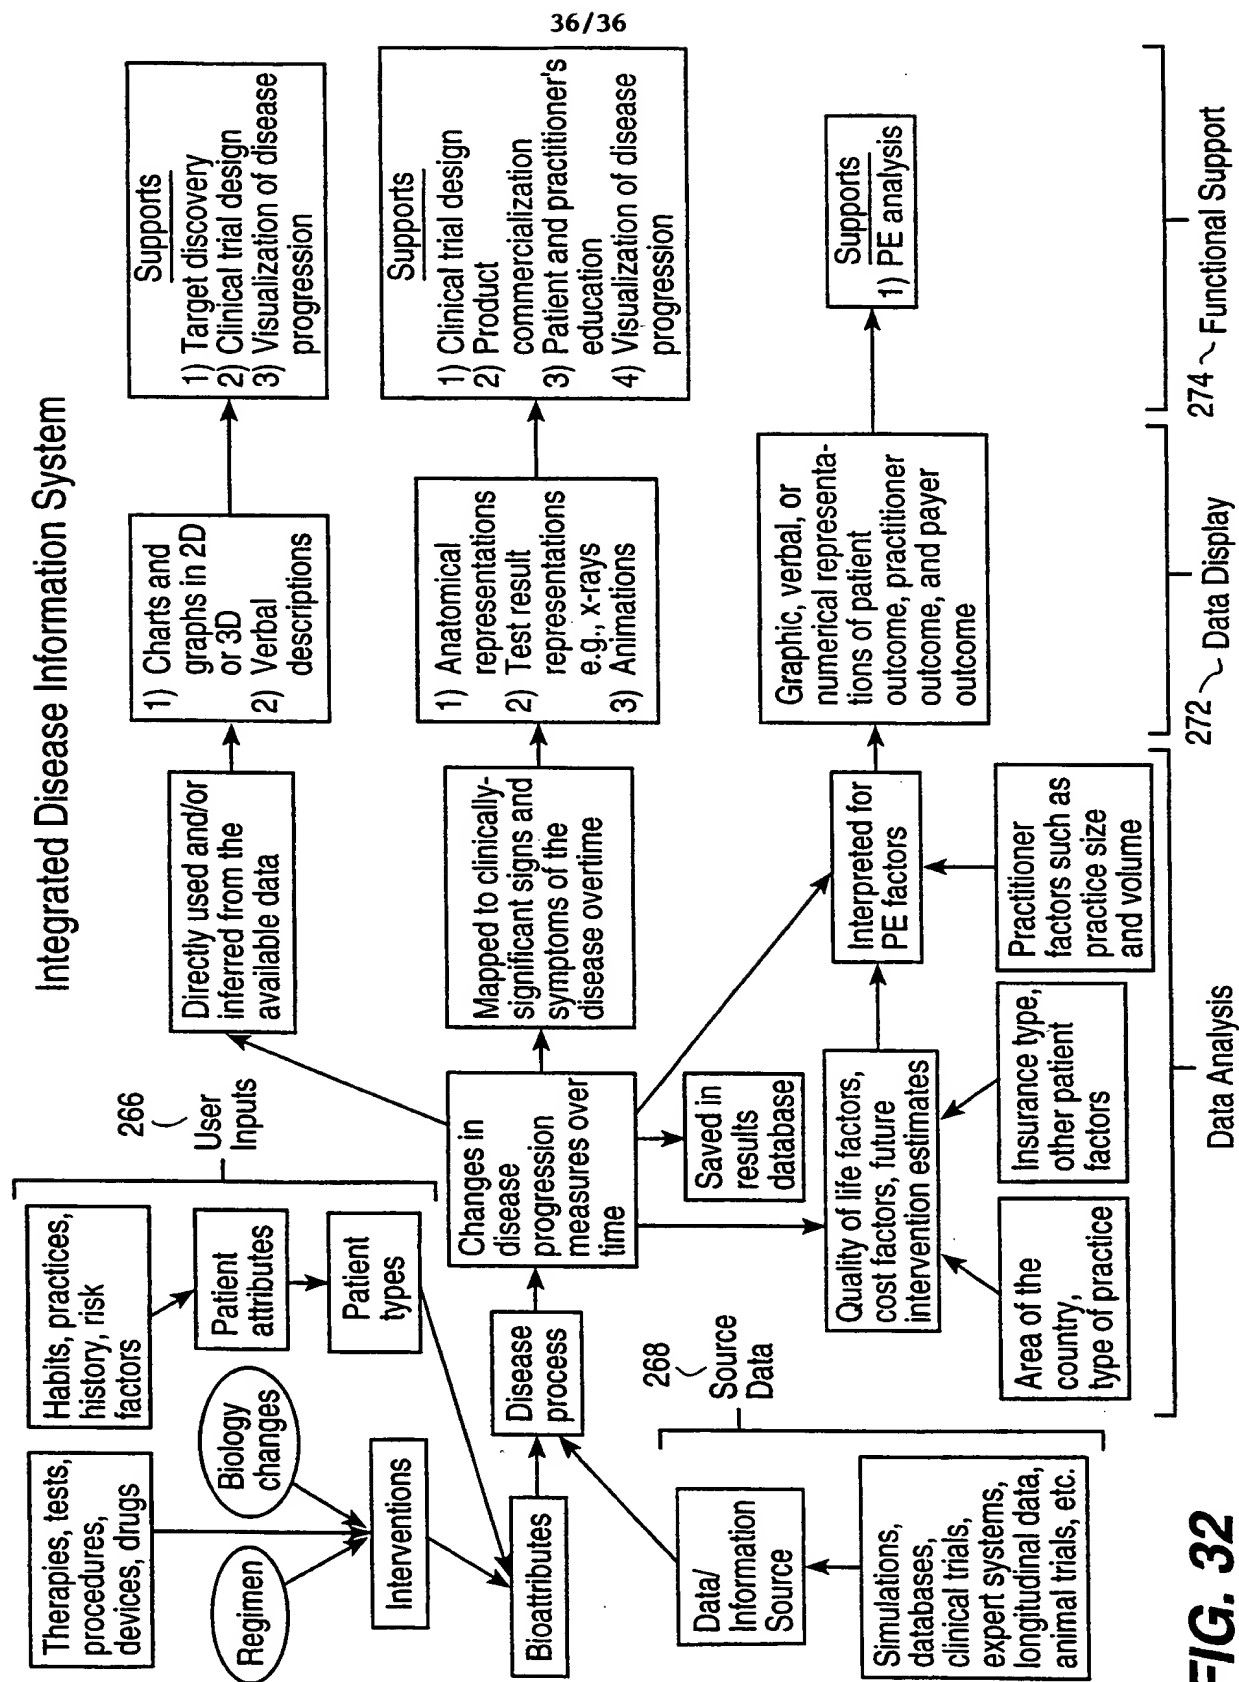 36/36
Integrated Disease Information System
Therapies, tests,
procedures,
devices, drugs
Habits, practices,
history, risk
factors
Regimen
Biology
changes
Patient
attributes
Patient
types
266
User
Inputs
Interventions
Bioattributes
Disease
process
Changes in
disease
progression
measures over
time
Directly used and/or
inferred from the
available data
1) Charts and
graphs in 2D
or 3D
2) Verbal
descriptions
Supports
1) Target discovery
2) Clinical trial design
3) Visualization of disease
progression
Mapped to clinically-
significant signs and
symptoms of the
disease overtime
1) Anatomical
representations
2) Test result
representations
e.g., x-rays
3) Animations
Supports
1) Clinical trial design
2) Product
commercialization
3) Patient and practitioner's
education
4) Visualization of disease
progression
Data/
Information
Source
268
Source
Data
Simulations,
databases,
clinical trials,
expert systems,
longitudinal data,
animal trials, etc.
Saved in
results
database
Quality of life factors,
cost factors, future
intervention estimates
Interpreted for
PE factors
Graphic, verbal, or
numerical representa-
tions of patient
outcome, practitioner
outcome, and payer
outcome
Supports
1) PE analysis
Area of the
country,
type of practice
Insurance type,
other patient
factors
Practitioner
factors such as
practice size
and volume
Data Analysis
272 Data Display
274 Functional Support
FIG. 32